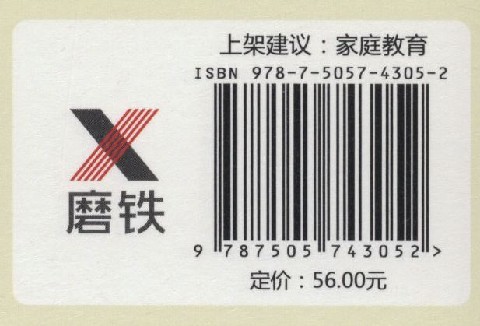 上架建议：家庭教育
ISBN 978-7-5057-4305-2
磨铁
9 787505 743052 >
定价：56.00元